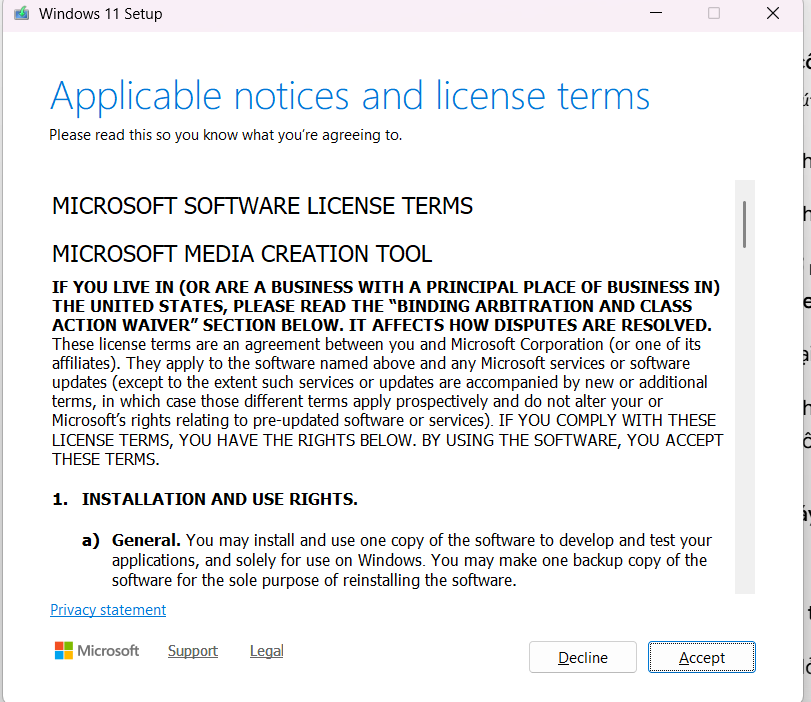 Windows 11 Setup
Applicable notices and license terms
Please read this so you know what you're agreeing to.
MICROSOFT SOFTWARE LICENSE TERMS
MICROSOFT MEDIA CREATION TOOL
IF YOU LIVE IN (OR ARE A BUSINESS WITH A PRINCIPAL PLACE OF BUSINESS IN)
THE UNITED STATES, PLEASE READ THE “BINDING ARBITRATION AND CLASS
ACTION WAIVER” SECTION BELOW. IT AFFECTS HOW DISPUTES ARE RESOLVED.
These license terms are an agreement between you and Microsoft Corporation (or one of its
affiliates). They apply to the software named above and any Microsoft services or software
updates (except to the extent such services or updates are accompanied by new or additional
terms, in which case those different terms apply prospectively and do not alter your or
Microsoft’s rights relating to pre-updated software or services). IF YOU COMPLY WITH THESE
LICENSE TERMS, YOU HAVE THE RIGHTS BELOW. BY USING THE SOFTWARE, YOU ACCEPT
THESE TERMS.
1. INSTALLATION AND USE RIGHTS.
a) General. You may install and use one copy of the software to develop and test your
applications, and solely for use on Windows. You may make one backup copy of the
software for the sole purpose of reinstalling the software.
Privacy statement
Microsoft Support Legal
Decline Accept